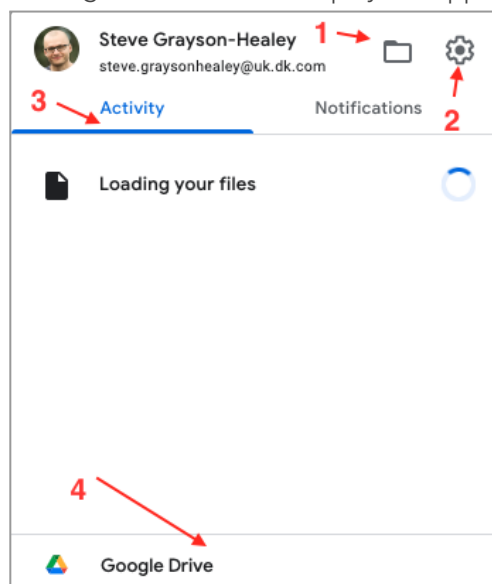 Steve Grayson-Healey 1
steve.graysonhealey@uk.dk.com
3 Activity Notifications 2
Loading your files
4
Google Drive